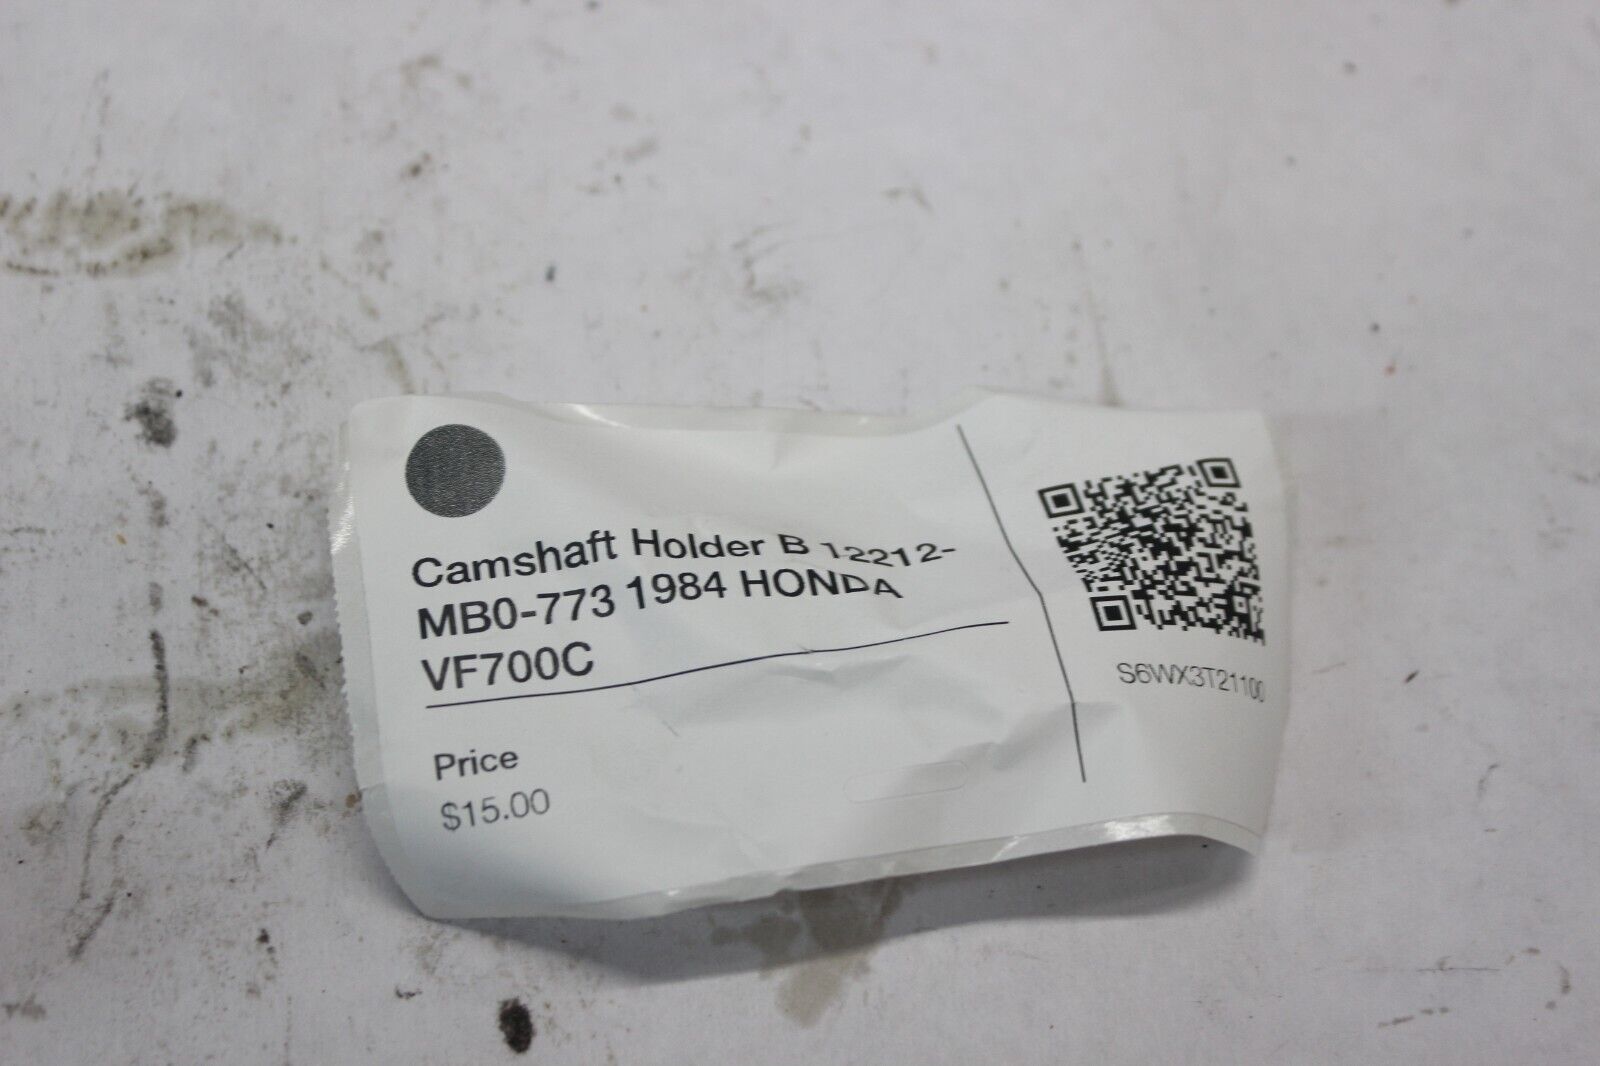 Camshaft Holder B 12212-
MB0-773 1984 HONDA
VF700C
Price
$15.00
S6WX3T21100